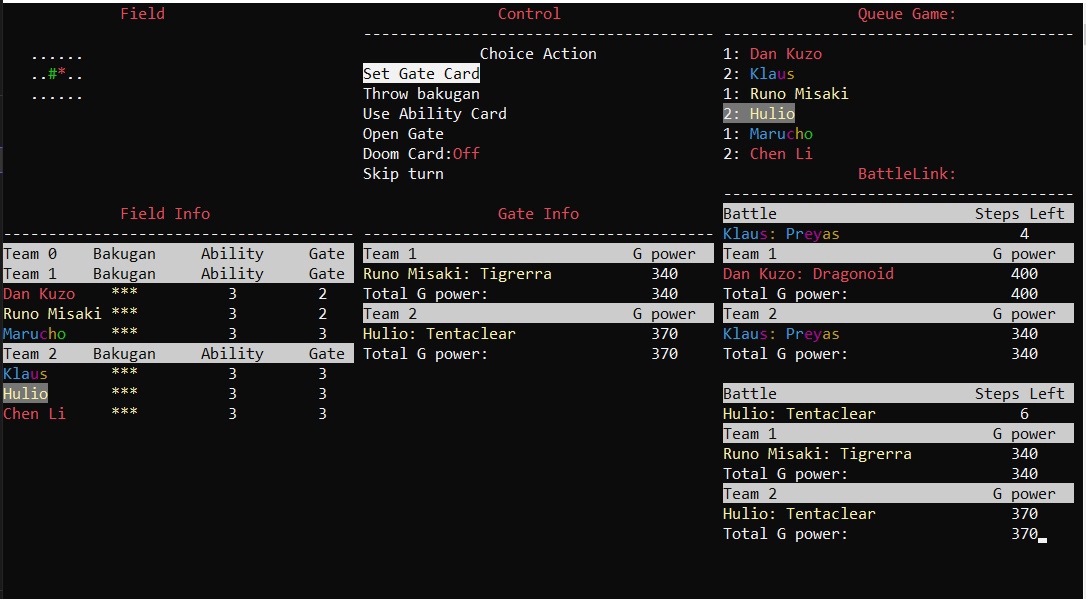 Field
......
..#*..
......
Control
-----------------------------------
Choice Action
Set Gate Card
Throw bakugan
Use Ability Card
Open Gate
Doom Card:Off
Skip turn
Queue Game:
-----------------------------------
1: Dan Kuzo
2: Klaus
1: Runo Misaki
2: Hulio
1: Marucho
2: Chen Li
Field Info
-----------------------------------
Team 0 Bakugan Ability Gate
Team 1 Bakugan Ability Gate
Dan Kuzo *** 3 2
Runo Misaki *** 3 2
Marucho *** 3 3
Team 2 Bakugan Ability Gate
Klaus *** 3 3
Hulio *** 3 3
Chen Li *** 3 3
Gate Info
-----------------------------------
Team 1 G power
Runo Misaki: Tigrerra 340
Total G power: 340
Team 2 G power
Hulio: Tentaclear 370
Total G power: 370
BattleLink:
-----------------------------------
Battle Steps Left
Klaus: Preyas 4
Team 1 G power
Dan Kuzo: Dragonoid 400
Total G power: 400
Team 2 G power
Klaus: Preyas 340
Total G power: 340
Battle Steps Left
Hulio: Tentaclear 6
Team 1 G power
Runo Misaki: Tigrerra 340
Total G power: 340
Team 2 G power
Hulio: Tentaclear 370
Total G power: 370